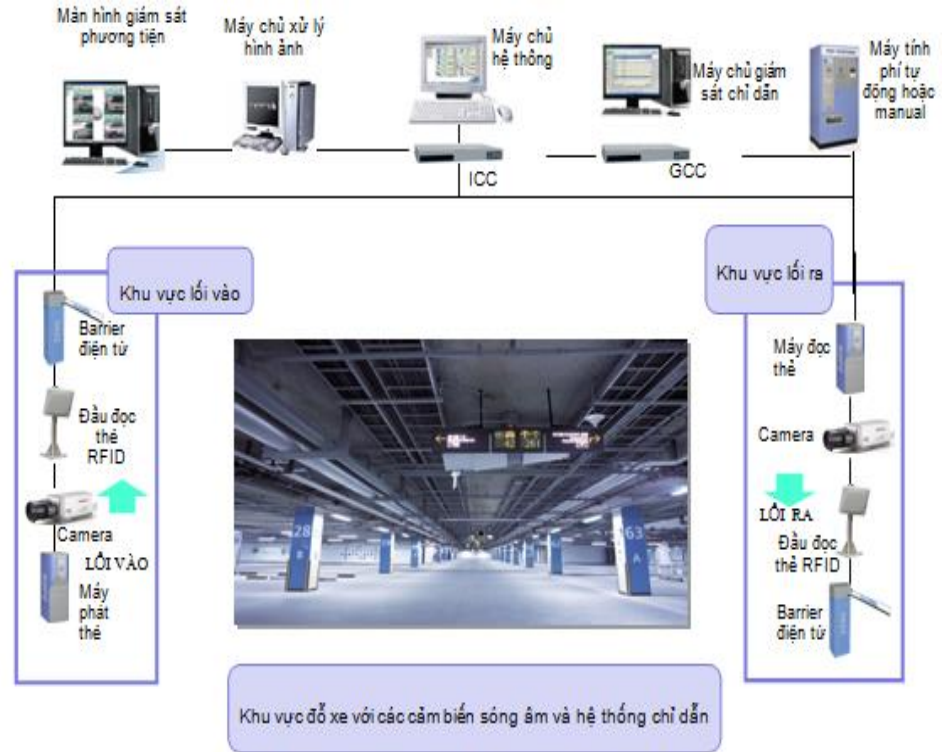 Màn hình giám sát
phương tiện
Máy chủ xử lý
hình ảnh
Máy chủ
hệ thông
Máy chủ giám
sát chỉ dẫn
Máy tính
phí tự
động hoặc
manual
ICC
GCC
Khu vực lối vào
Khu vực lối ra
Barrier
điện từ
Đầu đọc
thẻ
RFID
Camera
LỐI VÀO
Máy
phát
thẻ
28
B
63
A
Máy đọc
thẻ
Camera
LỐI RA
Đầu đọc
thẻ RFID
Barrier
điện từ
Khu vực đỗ xe với các cảm biến sóng âm và hệ thống chỉ dẫn